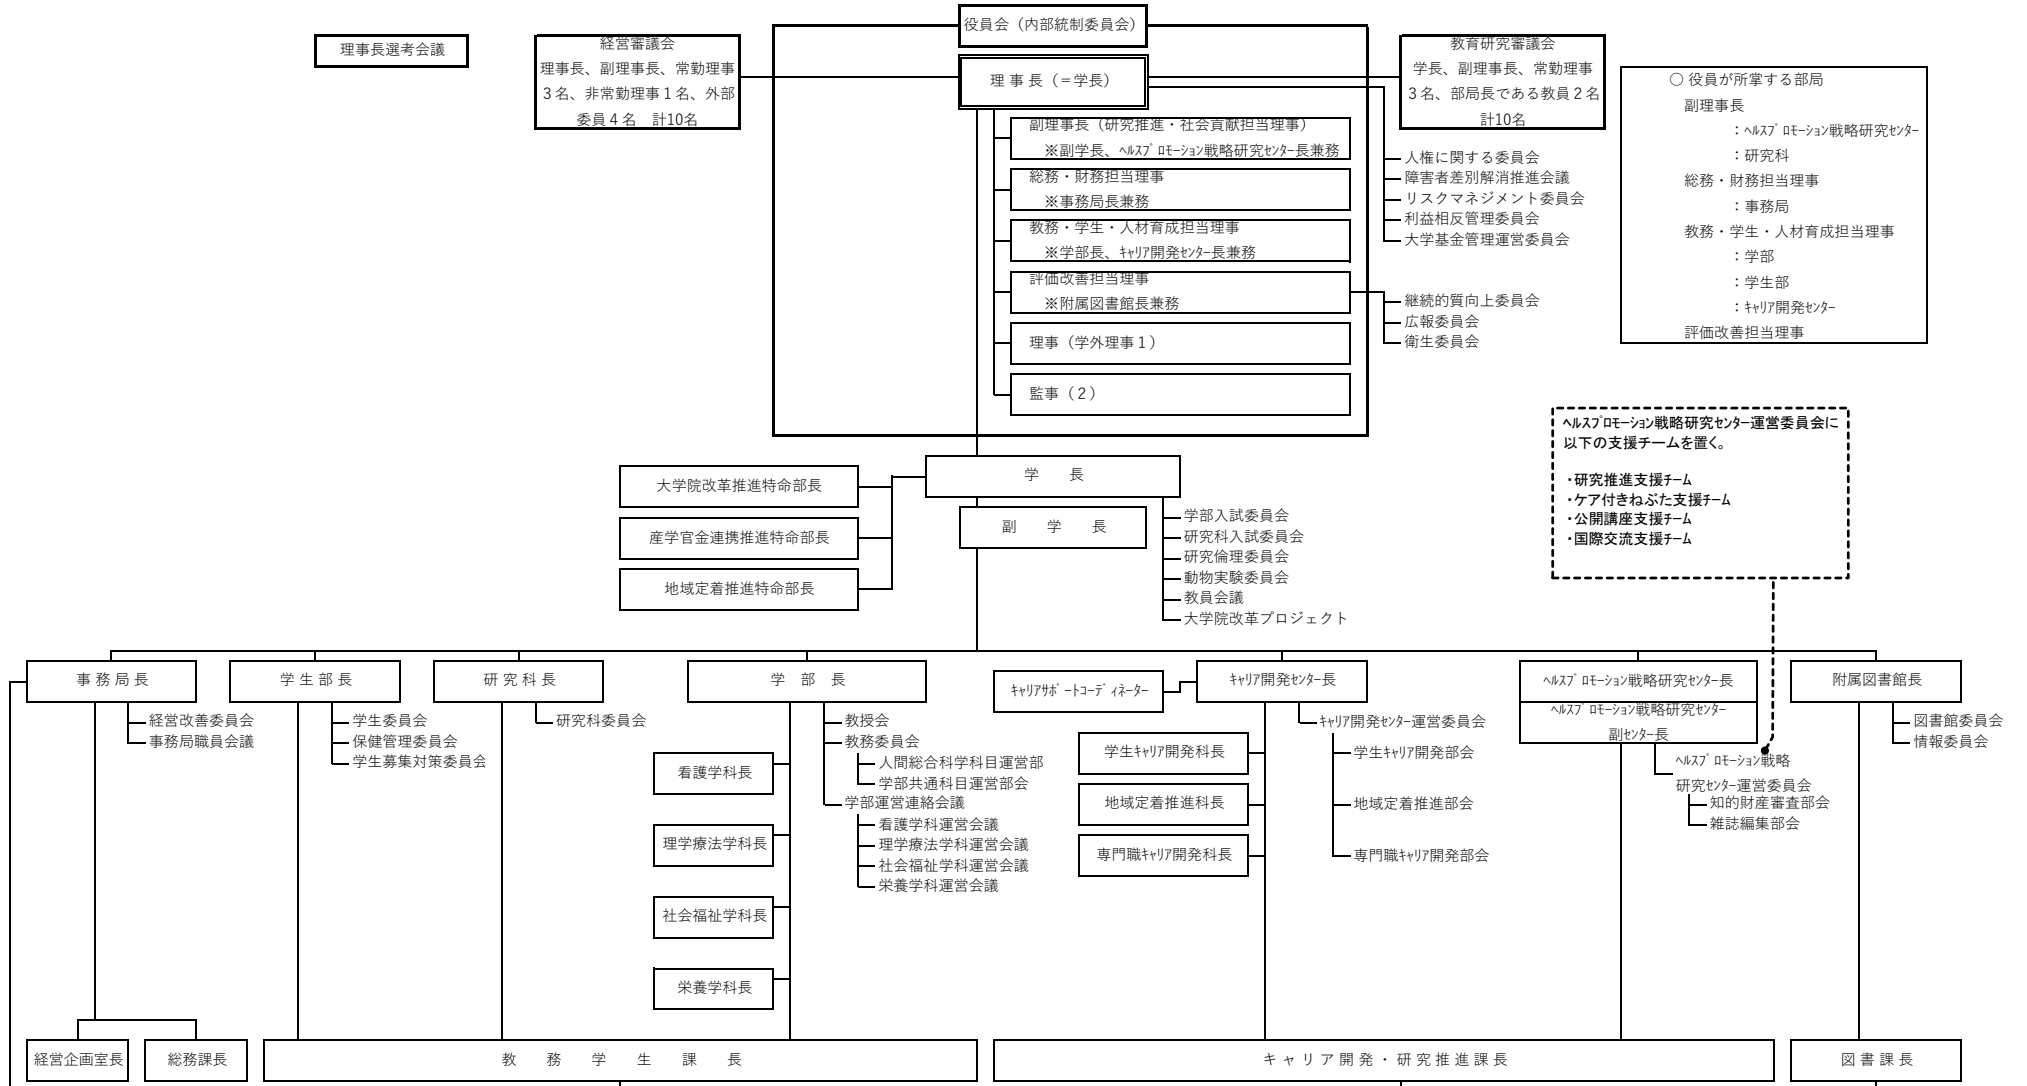 役員会（内部統制委員会）
理事長選考会議
経営審議会
理事長、副理事長、常勤理事
３名、非常勤理事１名、外部
委員４名　計10名
理 事 長（＝学長）
教育研究審議会
学長、副理事長、常勤理事
３名、部局長である教員２名
計10名
○ 役員が所掌する部局
副理事長
：ﾍﾙｽﾌﾟﾛﾓｰｼｮﾝ戦略研究ｾﾝﾀｰ
：研究科
総務・財務担当理事
：事務局
教務・学生・人材育成担当理事
：学部
：学生部
：ｷｬﾘｱ開発ｾﾝﾀｰ
評価改善担当理事
副理事長（研究推進・社会貢献担当理事）
※副学長、ﾍﾙｽﾌﾟﾛﾓｰｼｮﾝ戦略研究ｾﾝﾀｰ長兼務
総務・財務担当理事
※事務局長兼務
教務・学生・人材育成担当理事
※学部長、ｷｬﾘｱ開発ｾﾝﾀｰ長兼務
評価改善担当理事
※附属図書館長兼務
理事（学外理事１）
監事（２）
人権に関する委員会
障害者差別解消推進会議
リスクマネジメント委員会
利益相反管理委員会
大学基金管理運営委員会
継続的質向上委員会
広報委員会
衛生委員会
ﾍﾙｽﾌﾟﾛﾓｰｼｮﾝ戦略研究ｾﾝﾀｰ運営委員会に
以下の支援チームを置く。
・研究推進支援ﾁｰﾑ
・ケア付きねぶた支援ﾁｰﾑ
・公開講座支援ﾁｰﾑ
・国際交流支援ﾁｰﾑ
学　　長
副　　学　　長
大学院改革推進特命部長
産学官金連携推進特命部長
地域定着推進特命部長
学部入試委員会
研究科入試委員会
研究倫理委員会
動物実験委員会
教員会議
大学院改革プロジェクト
事 務 局 長
経営改善委員会
事務局職員会議
学 生 部 長
学生委員会
保健管理委員会
学生募集対策委員会
研 究 科 長
研究科委員会
学　部　長
教授会
教務委員会
人間総合科学科目運営部
学部共通科目運営部会
学部運営連絡会議
看護学科運営会議
理学療法学科運営会議
社会福祉学科運営会議
栄養学科運営会議
看護学科長
理学療法学科長
社会福祉学科長
栄養学科長
ｷｬﾘｱｻﾎﾟｰﾄｺｰﾃﾞｨﾈｰﾀｰ
ｷｬﾘｱ開発ｾﾝﾀｰ長
ｷｬﾘｱ開発ｾﾝﾀｰ運営委員会
学生ｷｬﾘｱ開発部会
地域定着推進部会
専門職ｷｬﾘｱ開発部会
学生ｷｬﾘｱ開発科長
地域定着推進科長
専門職ｷｬﾘｱ開発科長
ﾍﾙｽﾌﾟﾛﾓｰｼｮﾝ戦略研究ｾﾝﾀｰ長
ﾍﾙｽﾌﾟﾛﾓｰｼｮﾝ戦略研究ｾﾝﾀｰ
副ｾﾝﾀｰ長
ﾍﾙｽﾌﾟﾛﾓｰｼｮﾝ戦略
研究ｾﾝﾀｰ運営委員会
知的財産審査部会
雑誌編集部会
附属図書館長
図書館委員会
情報委員会
経営企画室長
総務課長
教　務　学　生　課　長
キ ャ リ ア 開 発 ・ 研 究 推 進 課 長
図 書 課 長